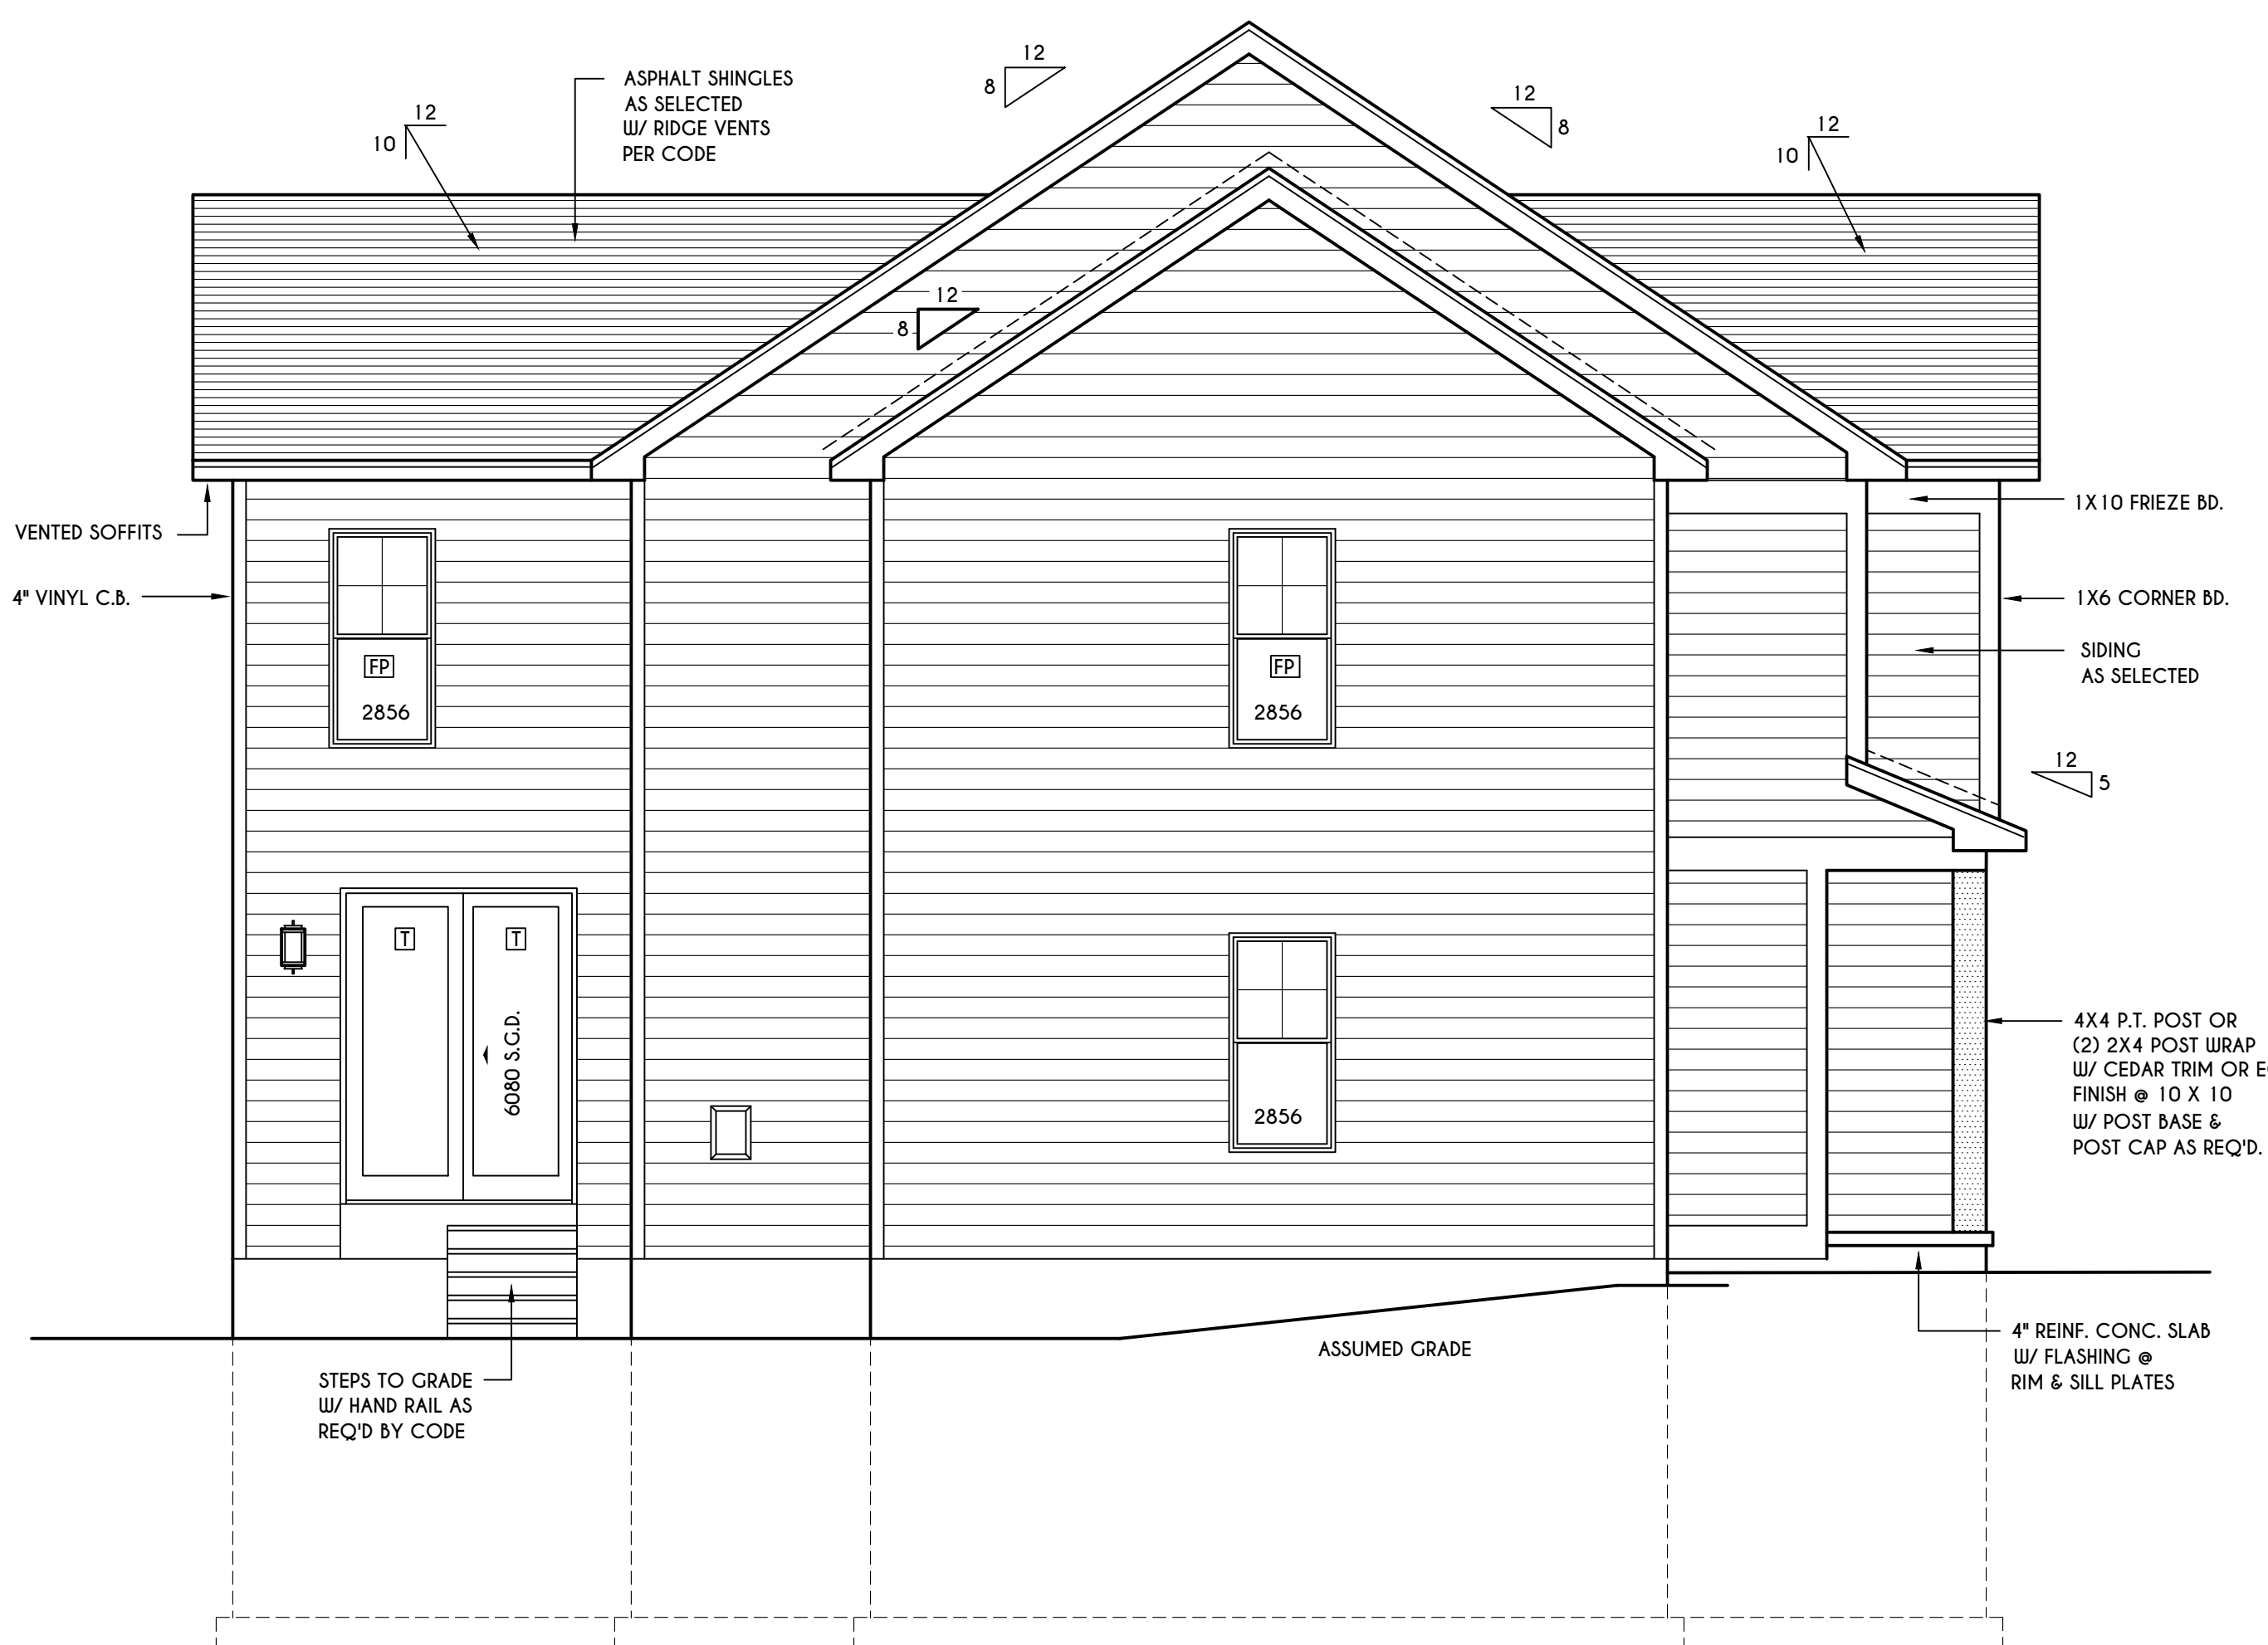 12
8
ASPHALT SHINGLES
AS SELECTED
W/ RIDGE VENTS
PER CODE
12
10
12
8
12
10
12
8
VENTED SOFFITS
4" VINYL C.B.
1X10 FRIEZE BD.
1X6 CORNER BD.
SIDING
AS SELECTED
FP
2856
FP
2856
12
5
T
T
6080 S.G.D.
2856
4X4 P.T. POST OR
(2) 2X4 POST WRAP
W/ CEDAR TRIM OR
FINISH @ 10 X 10
W/ POST BASE &
POST CAP AS REQ'D.
ASSUMED GRADE
4" REINF. CONC. SLAB
W/ FLASHING @
RIM & SILL PLATES
STEPS TO GRADE
W/ HAND RAIL AS
REQ'D BY CODE